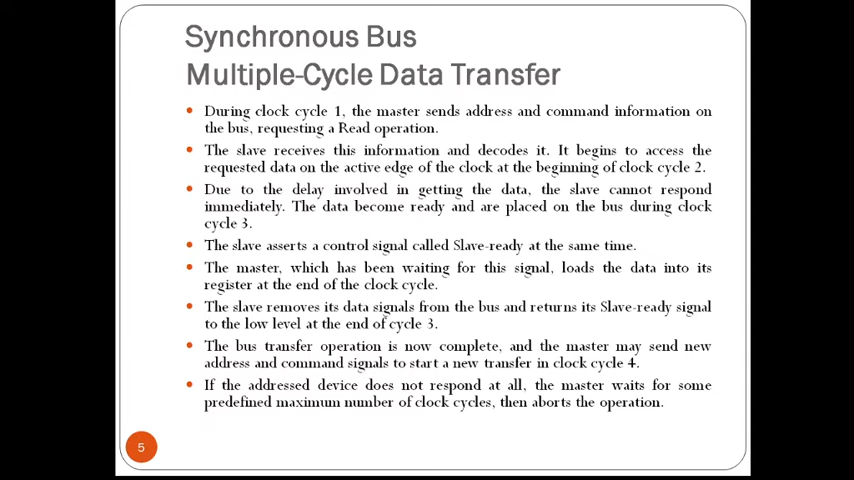 Synchronous Bus
Multiple-Cycle Data Transfer
During clock cycle 1, the master sends address and command information on
the bus, requesting a Read operation.
The slave receives this information and decodes it. It begins to access the
requested data on the active edge of the clock at the beginning of clock cycle 2.
Due to the delay involved in getting the data, the slave cannot respond
immediately. The data become ready and are placed on the bus during clock
cycle 3.
The slave asserts a control signal called Slave-ready at the same time.
The master, which has been waiting for this signal, loads the data into its
register at the end of the clock cycle.
The slave removes its data signals from the bus and returns its Slave-ready signal
to the low level at the end of cycle 3.
The bus transfer operation is now complete, and the master may send new
address and command signals to start a new transfer in clock cycle 4.
If the addressed device does not respond at all, the master waits for some
predefined maximum number of clock cycles, then aborts the operation.
5